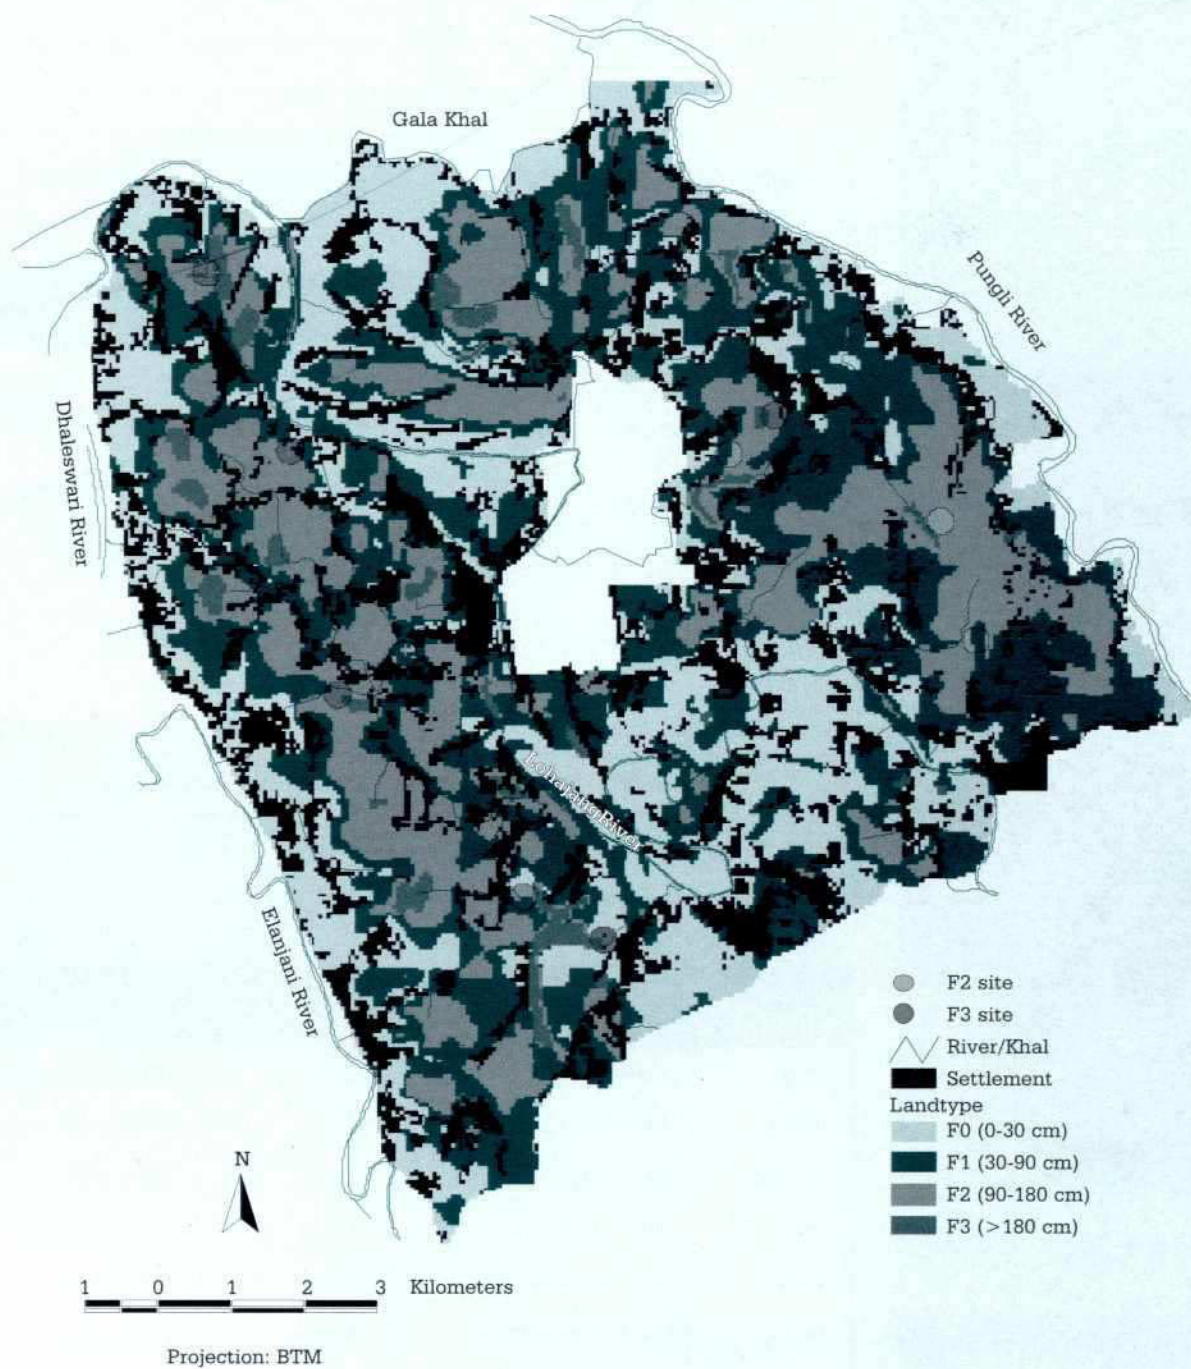 Gala Khal
Pungli River
Dhaleswari River
Lohajang River
Elanjani River
F2 site
F3 site
River/Khal
Settlement
Landtype
F0 (0-30 cm)
F1 (30-90 cm)
F2 (90-180 cm)
F3 (>180 cm)
N
1 0 1 2 3 Kilometers
Projection: BTM